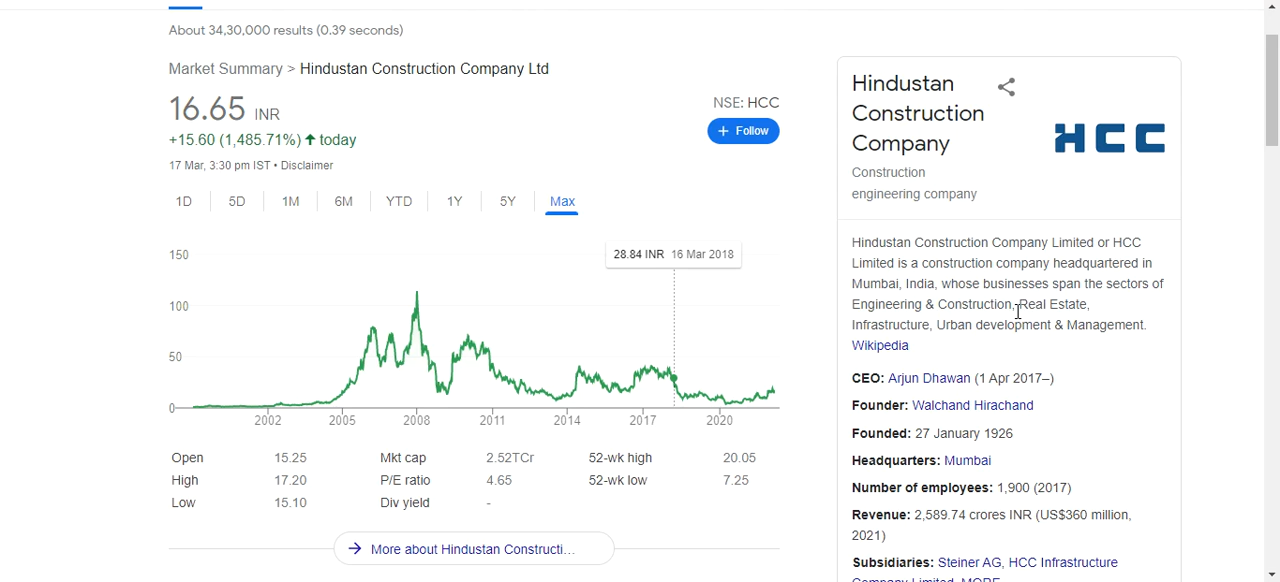 About 34,30,000 results (0.39 seconds)
Market Summary > Hindustan Construction Company Ltd
16.65 INR
+15.60 (1,485.71%) ↑ today
17 Mar, 3:30 pm IST • Disclaimer
NSE: HCC
+ Follow
1D 5D 1M 6M YTD 1Y 5Y Max
28.84 INR 16 Mar 2018
150
100
50
0
2002 2005 2008 2011 2014 2017 2020
Open 15.25 Mkt cap 2.52TCr 52-wk high 20.05
High 17.20 P/E ratio 4.65 52-wk low 7.25
Low 15.10 Div yield -
→ More about Hindustan Constructi...
Hindustan
Construction
Company
HCC
Construction
engineering company
Hindustan Construction Company Limited or HCC
Limited is a construction company headquartered in
Mumbai, India, whose businesses span the sectors of
Engineering & Construction, Real Estate,
Infrastructure, Urban development & Management.
Wikipedia
CEO: Arjun Dhawan (1 Apr 2017–)
Founder: Walchand Hirachand
Founded: 27 January 1926
Headquarters: Mumbai
Number of employees: 1,900 (2017)
Revenue: 2,589.74 crores INR (US$360 million,
2021)
Subsidiaries: Steiner AG, HCC Infrastructure
Company Limited, MORE